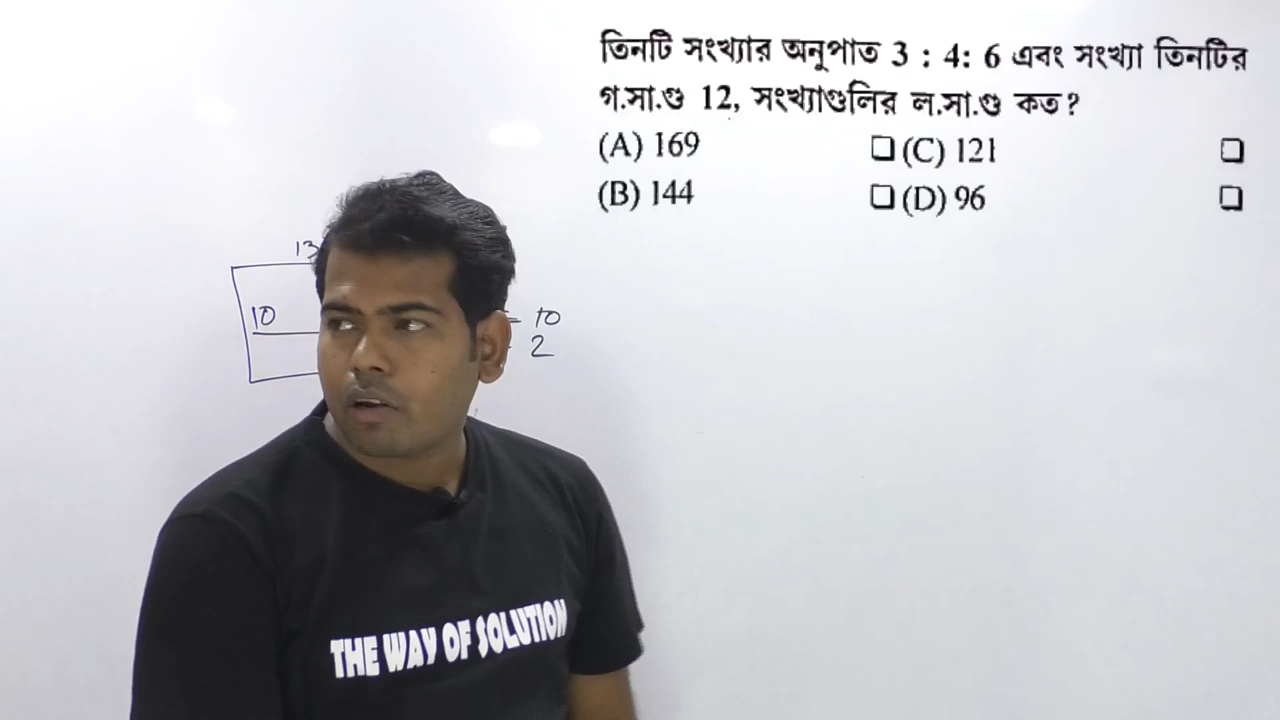 তিনটি সংখ্যার অনুপাত 3 : 4: 6 এবং সংখ্যা তিনটির
গ.সা.গু 12, সংখ্যাগুলির ল.সা.গু কত?
(A) 169 (C) 121
(B) 144 (D) 96
13
10
10
2
THE WAY OF SOLUTION